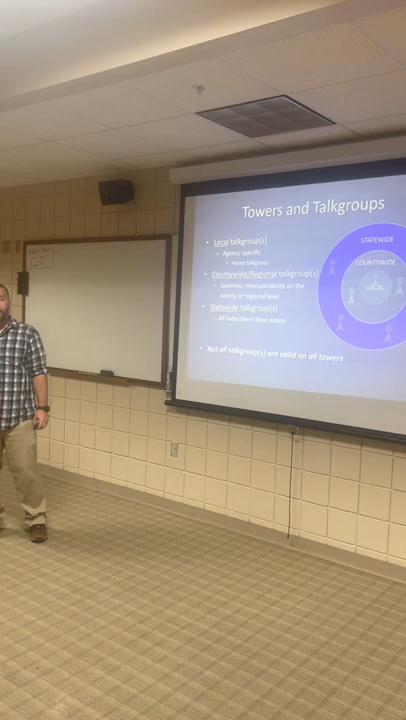 Towers and Talkgroups
• Local talkgroup(s)
– Agency specific
• Home talkgroup
• Countywide/Regional talkgroup(s)
– Seamless interoperability on the
county or regional level
• Statewide talkgroup(s)
– All subscribers have access
• Not all talkgroup(s) are valid on all towers
STATEWIDE
COUNTYWIDE
LOCAL